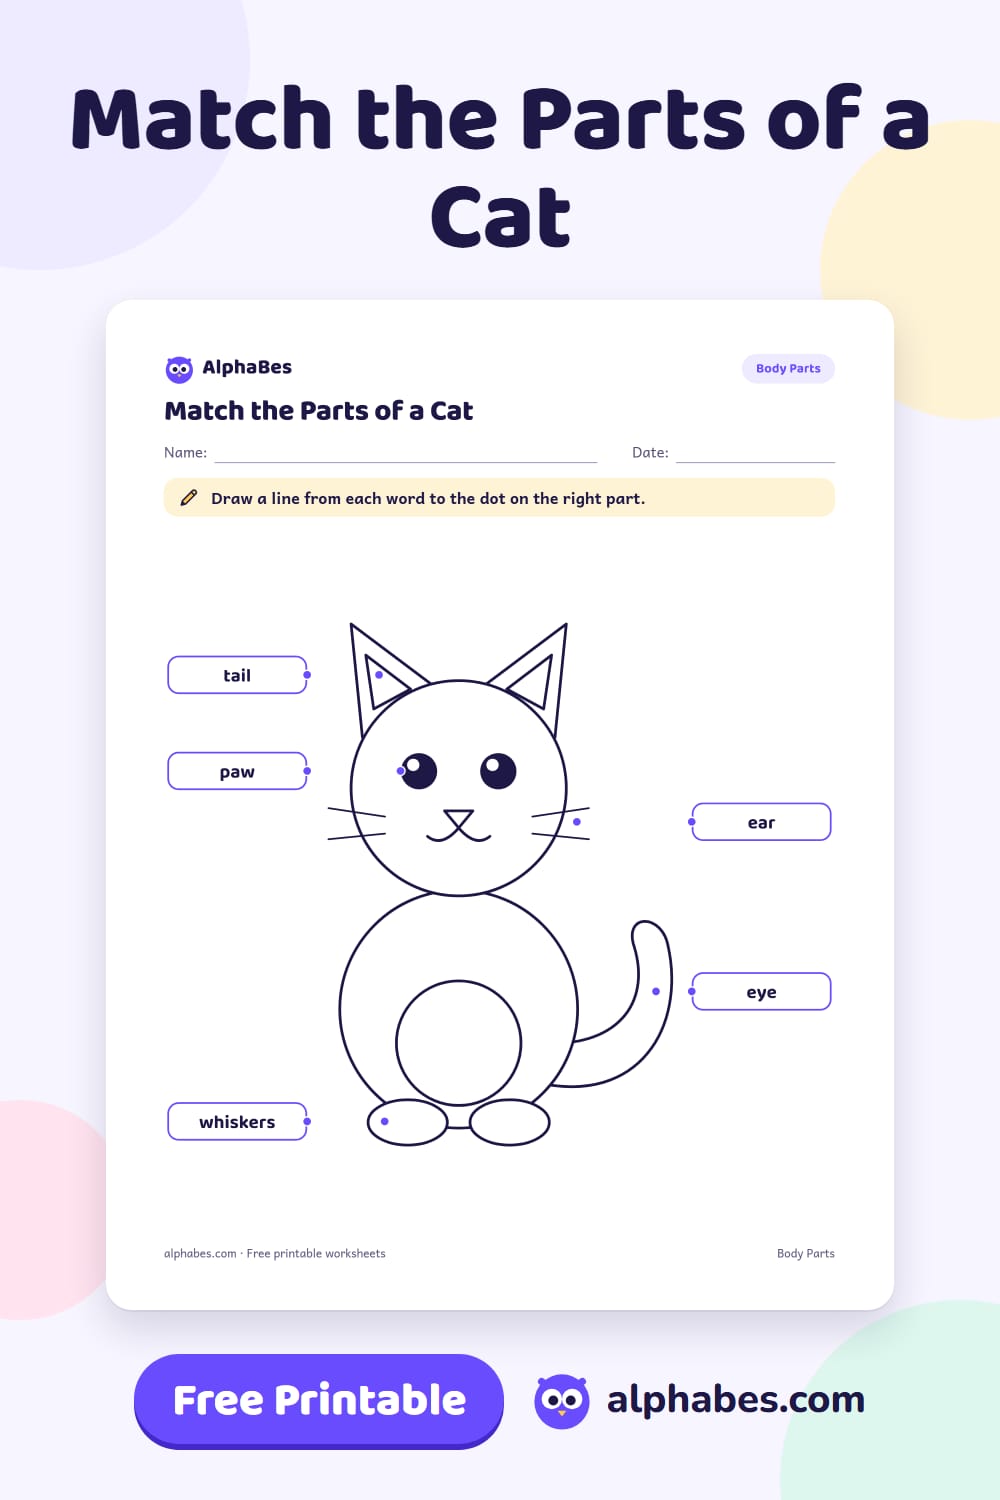 Match the Parts of a
Cat
AlphaBes
Body Parts
Match the Parts of a Cat
Name:
Date:
Draw a line from each word to the dot on the right part.
tail
paw
ear
eye
whiskers
alphabes.com · Free printable worksheets
Body Parts
Free Printable
alphabes.com